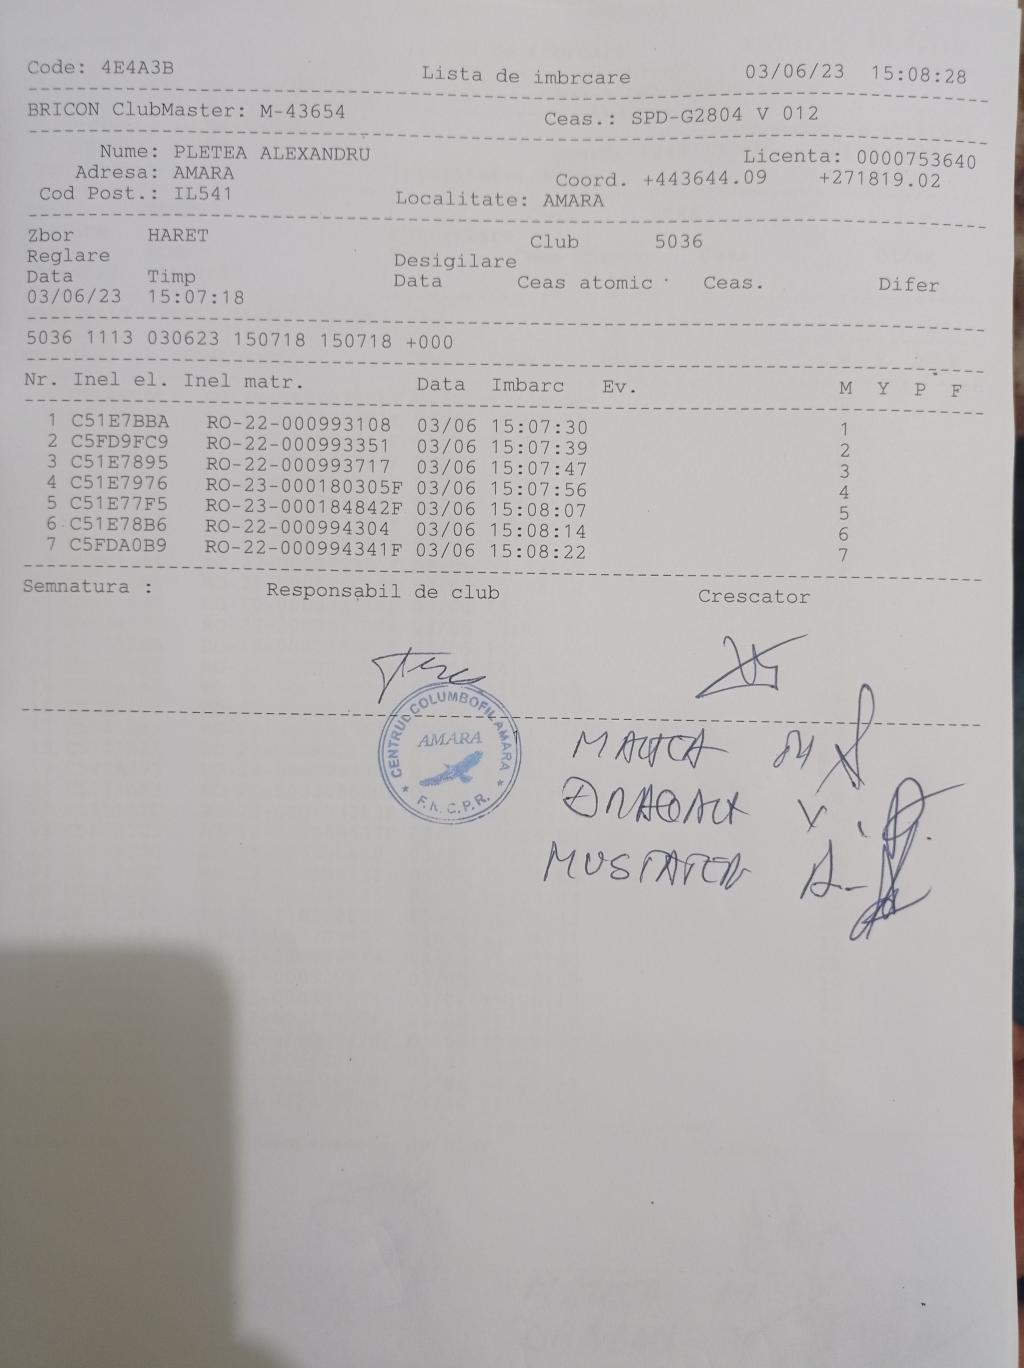 Code: 4E4A3B Lista de imbrcare 03/06/23 15:08:28
BRICON ClubMaster: M-43654 Ceas.: SPD-G2804 V 012
Nume: PLETEA ALEXANDRU Licenta: 0000753640
Adresa: AMARA Coord. +443644.09 +271819.02
Cod Post.: IL541 Localitate: AMARA
Zbor HARET Club 5036
Reglare Desigilare
Data Timp Data Ceas atomic Ceas. Difer
03/06/23 15:07:18
5036 1113 030623 150718 150718 +000
Nr. Inel el. Inel matr. Data Imbarc Ev. M Y P F
1 C51E7BBA RO-22-000993108 03/06 15:07:30 1
2 C5FD9FC9 RO-22-000993351 03/06 15:07:39 2
3 C51E7895 RO-22-000993717 03/06 15:07:47 3
4 C51E7976 RO-23-000180305F 03/06 15:07:56 4
5 C51E77F5 RO-23-000184842F 03/06 15:08:07 5
6 C51E78B6 RO-22-000994304 03/06 15:08:14 6
7 C5FDA0B9 RO-22-000994341F 03/06 15:08:22 7
Semnatura : Responsabil de club Crescator
CENTRUL COLUMBOFIL AMARA
AMARA
F.N.C.P.R.